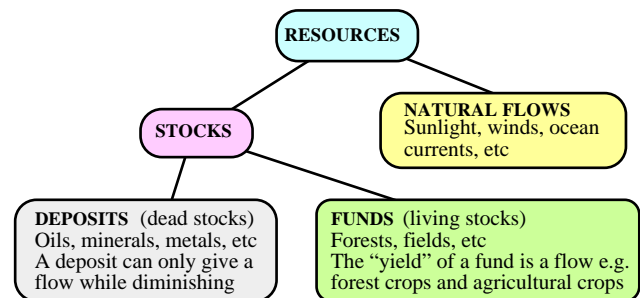 RESOURCES
NATURAL FLOWS
Sunlight, winds, ocean
currents, etc
STOCKS
DEPOSITS (dead stocks)
Oils, minerals, metals, etc
A deposit can only give a
flow while diminishing
FUNDS (living stocks)
Forests, fields, etc
The “yield” of a fund is a flow e.g.
forest crops and agricultural crops